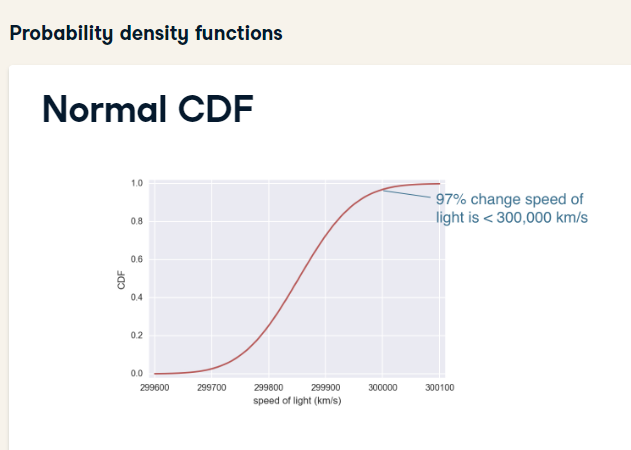 Probability density functions
Normal CDF
1.0
0.8
0.6
0.4
0.2
0.0
CDF
97% change speed of
light is < 300,000 km/s
299600 299700 299800 299900 300000 300100
speed of light (km/s)